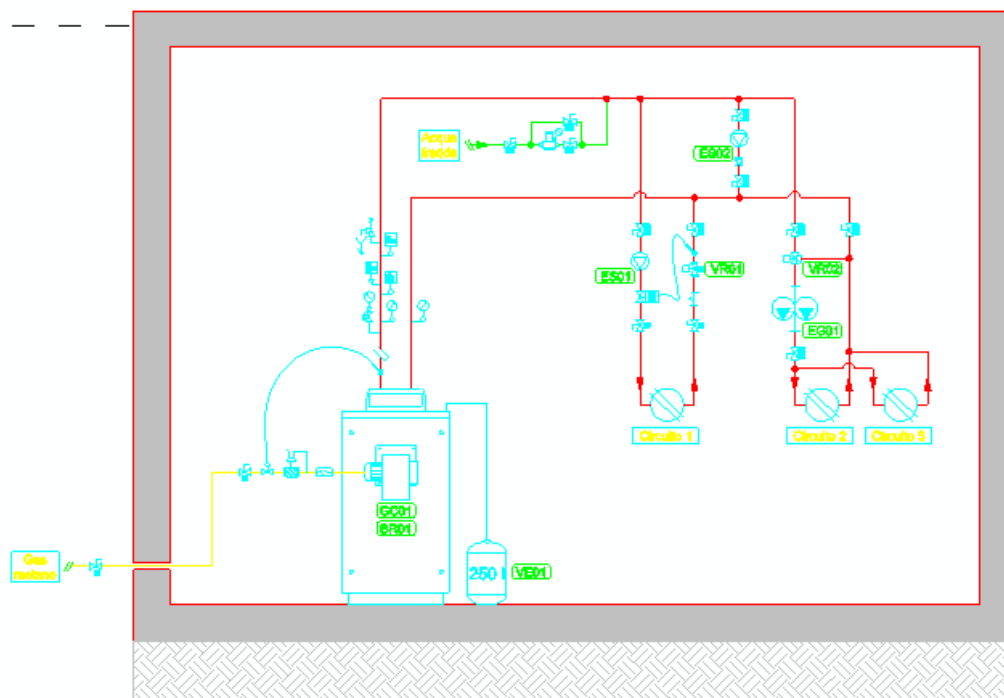 Acqua
fredda
EG02
ES01
VR01
VR02
EG01
Circuito 1
Circuito 2
Circuito 3
GC01
BR01
Gas
metano
250 l
VE01